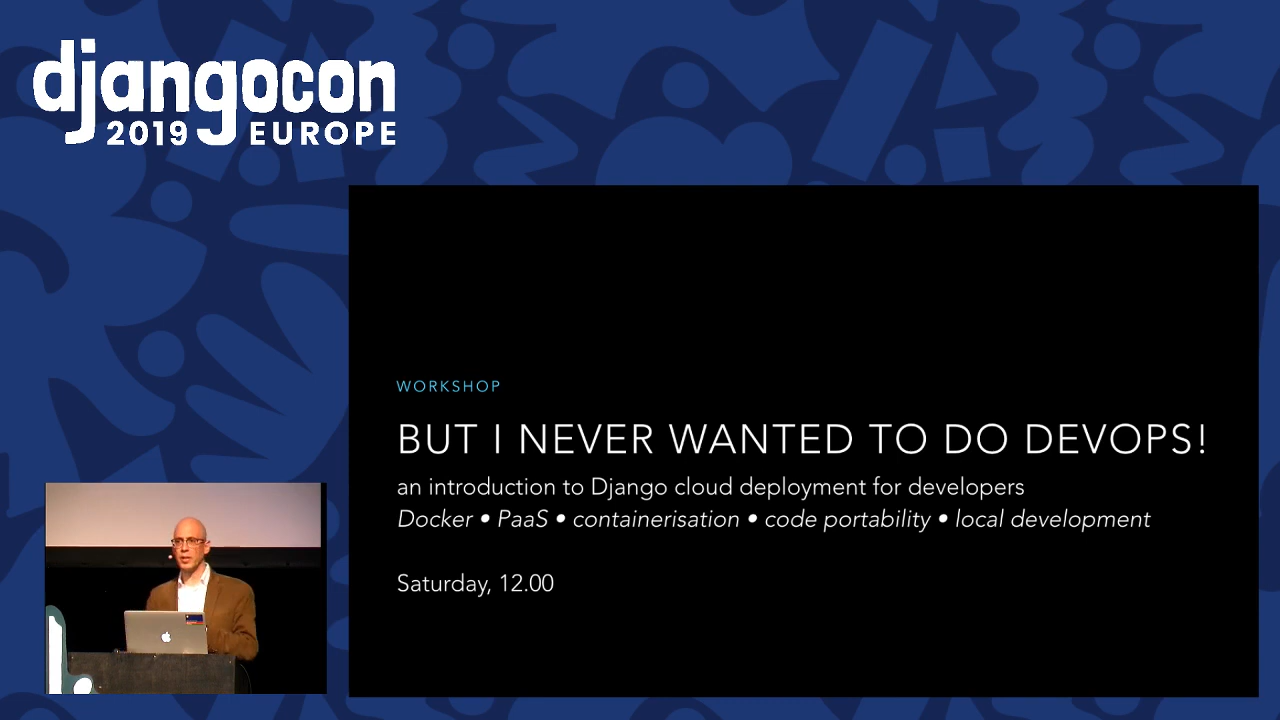 djangocon
2019 EUROPE
WORKSHOP
BUT I NEVER WANTED TO DO DEVOPS!
an introduction to Django cloud deployment for developers
Docker • PaaS • containerisation • code portability • local development
Saturday, 12.00